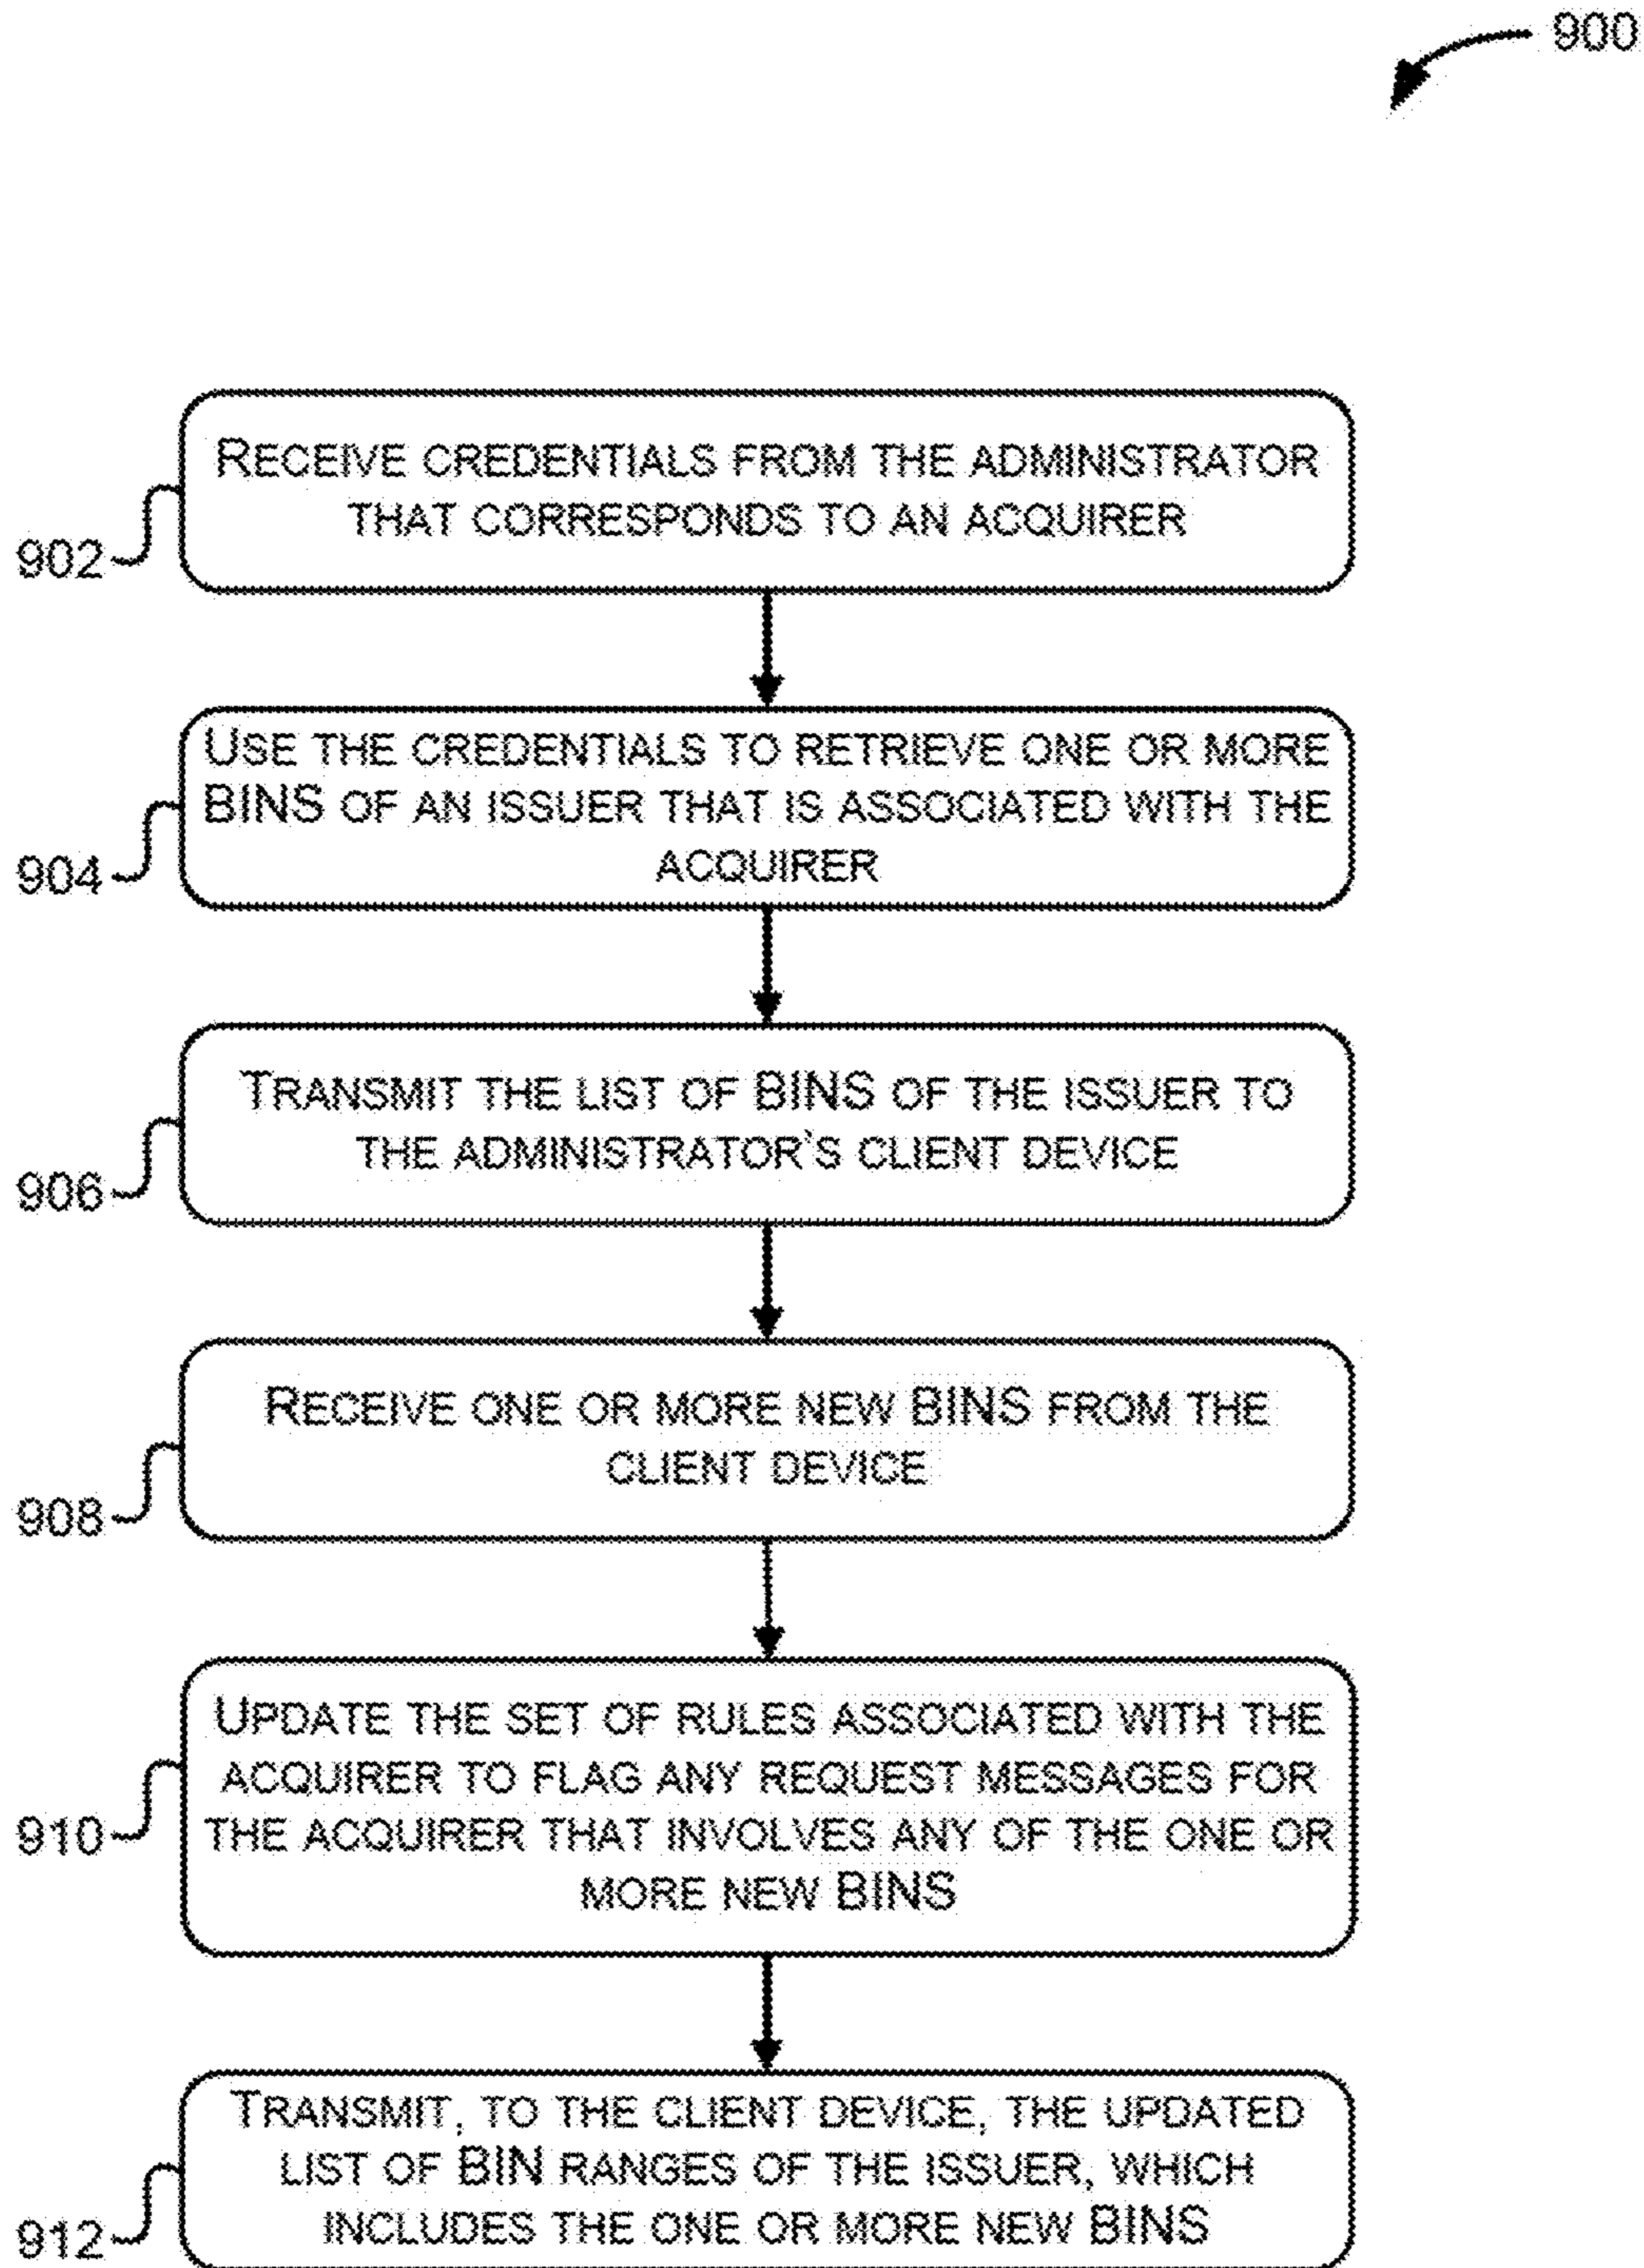 900
RECEIVE CREDENTIALS FROM THE ADMINISTRATOR
THAT CORRESPONDS TO AN ACQUIRER
902
USE THE CREDENTIALS TO RETRIEVE ONE OR MORE
BINS OF AN ISSUER THAT IS ASSOCIATED WITH THE
ACQUIRER
904
TRANSMIT THE LIST OF BINS OF THE ISSUER TO
THE ADMINISTRATOR'S CLIENT DEVICE
906
RECEIVE ONE OR MORE NEW BINS FROM THE
CLIENT DEVICE
908
UPDATE THE SET OF RULES ASSOCIATED WITH THE
ACQUIRER TO FLAG ANY REQUEST MESSAGES FOR
THE ACQUIRER THAT INVOLVES ANY OF THE ONE OR
MORE NEW BINS
910
TRANSMIT, TO THE CLIENT DEVICE, THE UPDATED
LIST OF BIN RANGES OF THE ISSUER, WHICH
INCLUDES THE ONE OR MORE NEW BINS
912